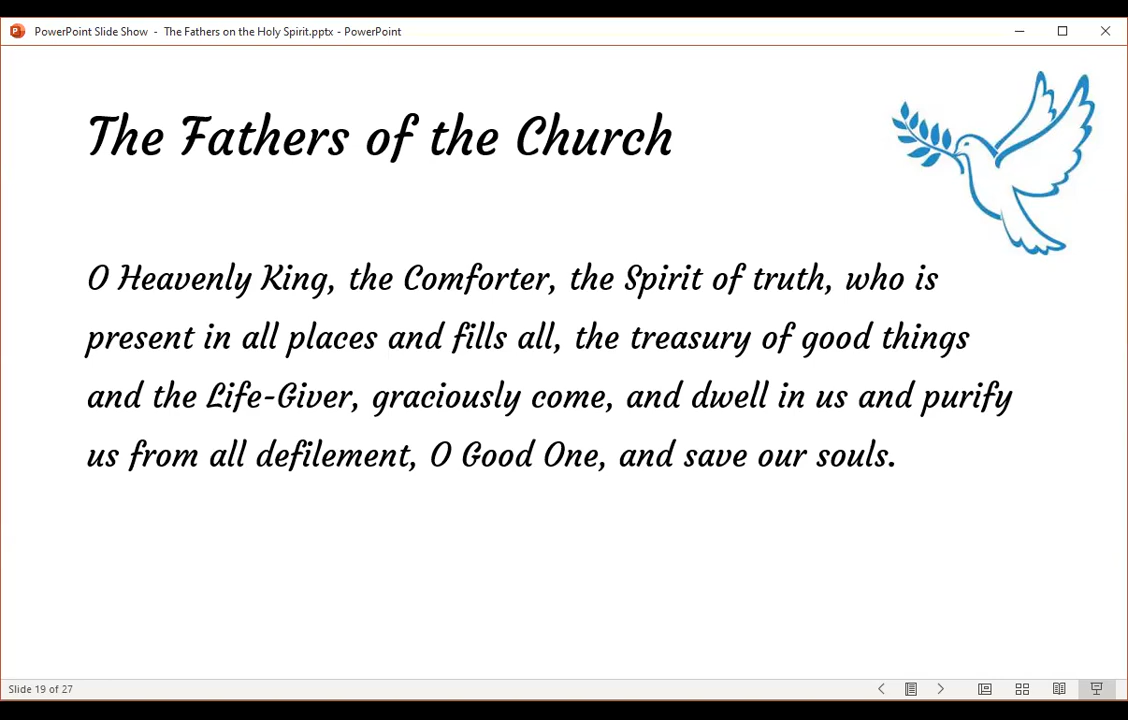 PowerPoint Slide Show - The Fathers on the Holy Spirit.pptx - PowerPoint
The Fathers of the Church
O Heavenly King, the Comforter, the Spirit of truth, who is
present in all places and fills all, the treasury of good things
and the Life-Giver, graciously come, and dwell in us and purify
us from all defilement, O Good One, and save our souls.
Slide 19 of 27